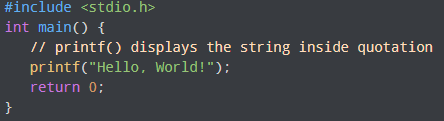 #include <stdio.h>
int main() {
   // printf() displays the string inside quotation
   printf("Hello, World!");
   return 0;
}